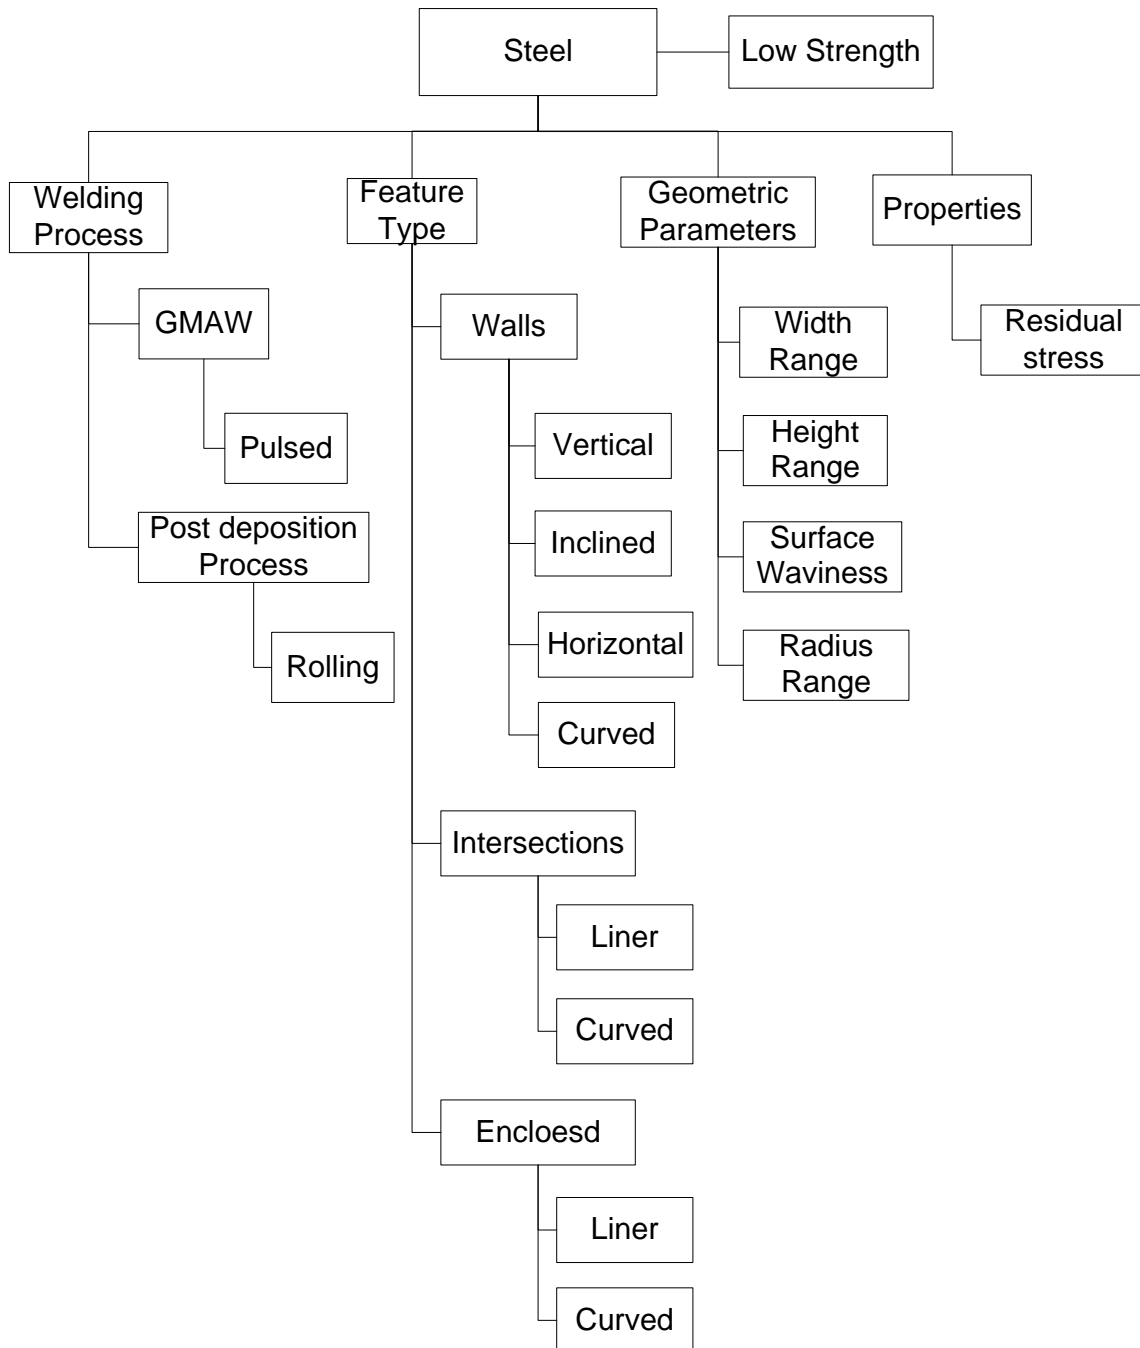 Steel
Low Strength
Welding
Process
Feature
Type
Geometric
Parameters
Properties
GMAW
Pulsed
Post deposition
Process
Rolling
Walls
Vertical
Inclined
Horizontal
Curved
Intersections
Liner
Curved
Encloesd
Liner
Curved
Width
Range
Height
Range
Surface
Waviness
Radius
Range
Residual
stress